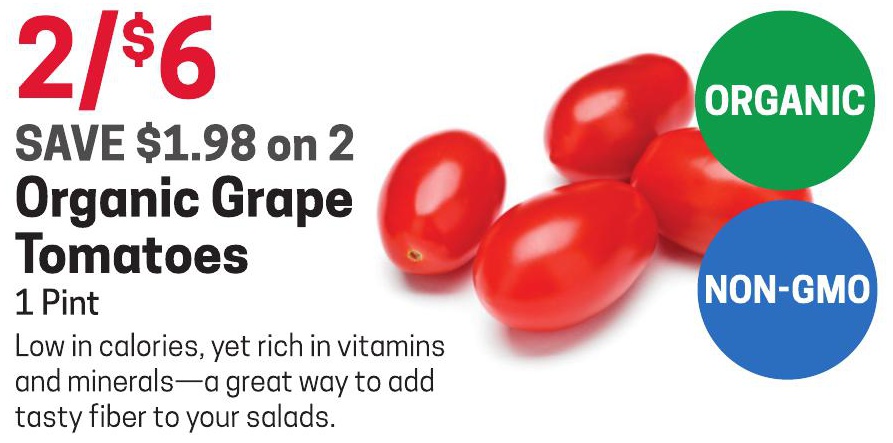 2/$6
SAVE $1.98 on 2
Organic Grape
Tomatoes
1 Pint
Low in calories, yet rich in vitamins
and minerals—a great way to add
tasty fiber to your salads.
ORGANIC
NON-GMO